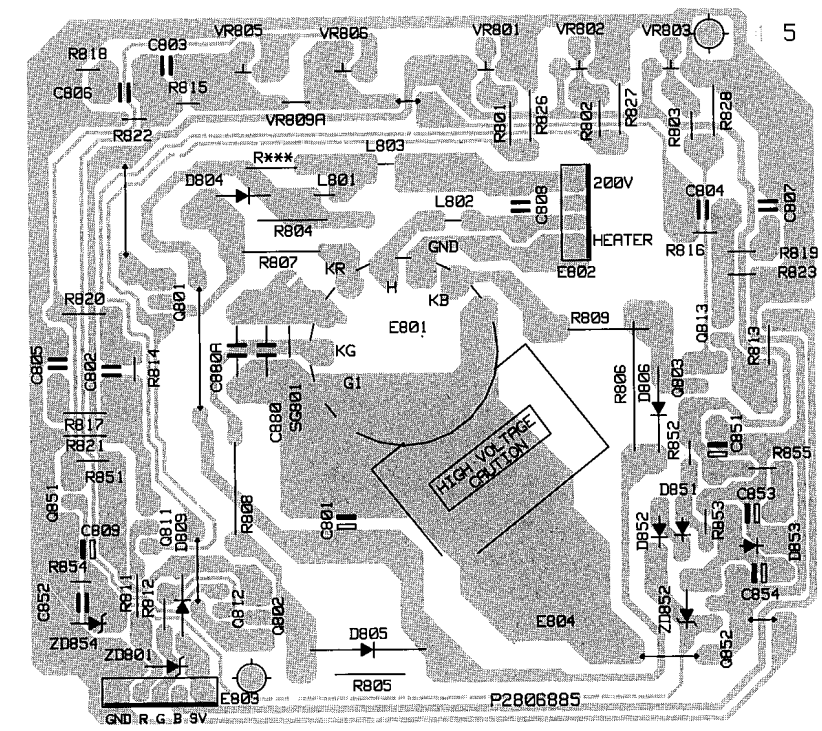 5
VR805
VR806
VR801
VR802
VR803
R818
C803
C806
R815
R822
VR809A
R801
R826
R802
R827
R803
R828
L803
R***
D804
L801
R804
L802
C808
200V
HEATER
E802
C804
C807
R816
R819
R823
R807
KR
H
GND
KB
E801
KG
G1
Q801
R820
C805
C802
R814
C880A
C880
SG801
R809
R806
D806
Q803
Q813
R813
R817
R821
R851
Q851
C809
R854
C852
ZD854
R808
C801
HIGH VOLTAGE
CAUTION
R852
C851
R855
D851
D852
R853
C853
D853
C854
Q811
D809
R811
R812
Q812
Q802
ZD801
E803
GND R G B 9V
D805
R805
E804
ZD852
Q852
P2806885